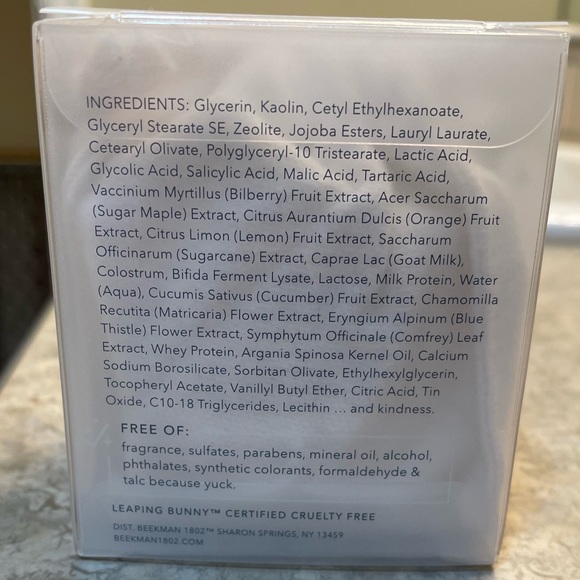 INGREDIENTS: Glycerin, Kaolin, Cetyl Ethylhexanoate,
Glyceryl Stearate SE, Zeolite, Jojoba Esters, Lauryl Laurate,
Cetearyl Olivate, Polyglyceryl-10 Tristearate, Lactic Acid,
Glycolic Acid, Salicylic Acid, Malic Acid, Tartaric Acid,
Vaccinium Myrtillus (Bilberry) Fruit Extract, Acer Saccharum
(Sugar Maple) Extract, Citrus Aurantium Dulcis (Orange) Fruit
Extract, Citrus Limon (Lemon) Fruit Extract, Saccharum
Officinarum (Sugarcane) Extract, Caprae Lac (Goat Milk),
Colostrum, Bifida Ferment Lysate, Lactose, Milk Protein, Water
(Aqua), Cucumis Sativus (Cucumber) Fruit Extract, Chamomilla
Recutita (Matricaria) Flower Extract, Eryngium Alpinum (Blue
Thistle) Flower Extract, Symphytum Officinale (Comfrey) Leaf
Extract, Whey Protein, Argania Spinosa Kernel Oil, Calcium
Sodium Borosilicate, Sorbitan Olivate, Ethylhexylglycerin,
Tocopheryl Acetate, Vanillyl Butyl Ether, Citric Acid, Tin
Oxide, C10-18 Triglycerides, Lecithin ... and kindness.
FREE OF:
fragrance, sulfates, parabens, mineral oil, alcohol,
phthalates, synthetic colorants, formaldehyde &
talc because yuck.
LEAPING BUNNY™ CERTIFIED CRUELTY FREE
DIST. BEEKMAN 1802™ SHARON SPRINGS, NY 13459
BEEKMAN1802.COM